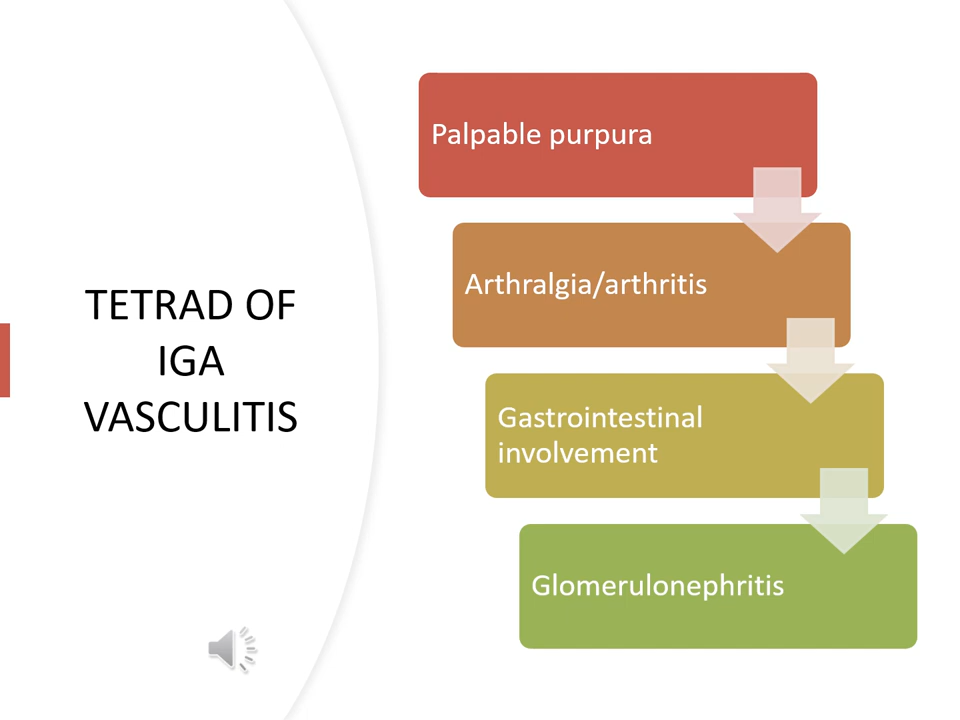 TETRAD OF
IGA
VASCULITIS
Palpable purpura
Arthralgia/arthritis
Gastrointestinal
involvement
Glomerulonephritis